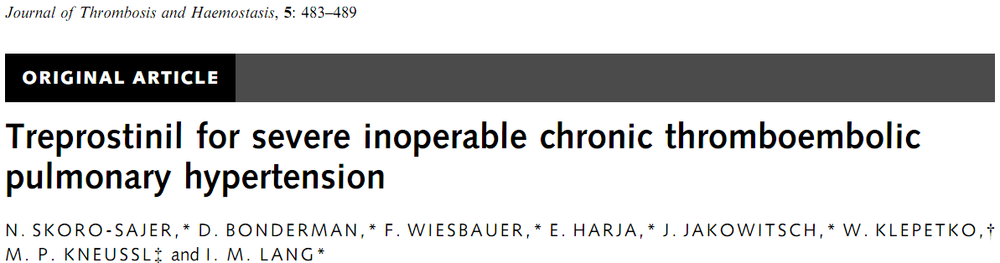 Journal of Thrombosis and Haemostasis, 5: 483–489
ORIGINAL ARTICLE
Treprostinil for severe inoperable chronic thromboembolic
pulmonary hypertension
N. SKORO-SAJER,* D. BONDERMAN,* F. WIESBAUER,* E. HARJA,* J. JAKOWITSCH,* W. KLEPETKO,†
M. P. KNEUSSL‡ and I. M. LANG*